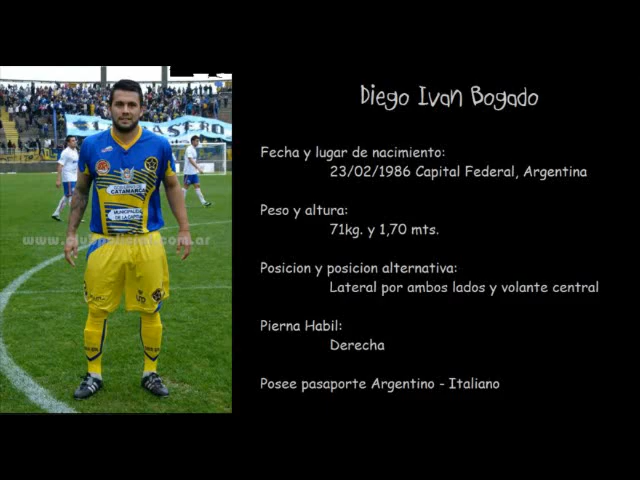 Diego Ivan Bogado
Fecha y lugar de nacimiento:
23/02/1986 Capital Federal, Argentina
Peso y altura:
71kg. y 1,70 mts.
Posicion y posicion alternativa:
Lateral por ambos lados y volante central
Pierna Habil:
Derecha
Posee pasaporte Argentino - Italiano
CATAMARCA